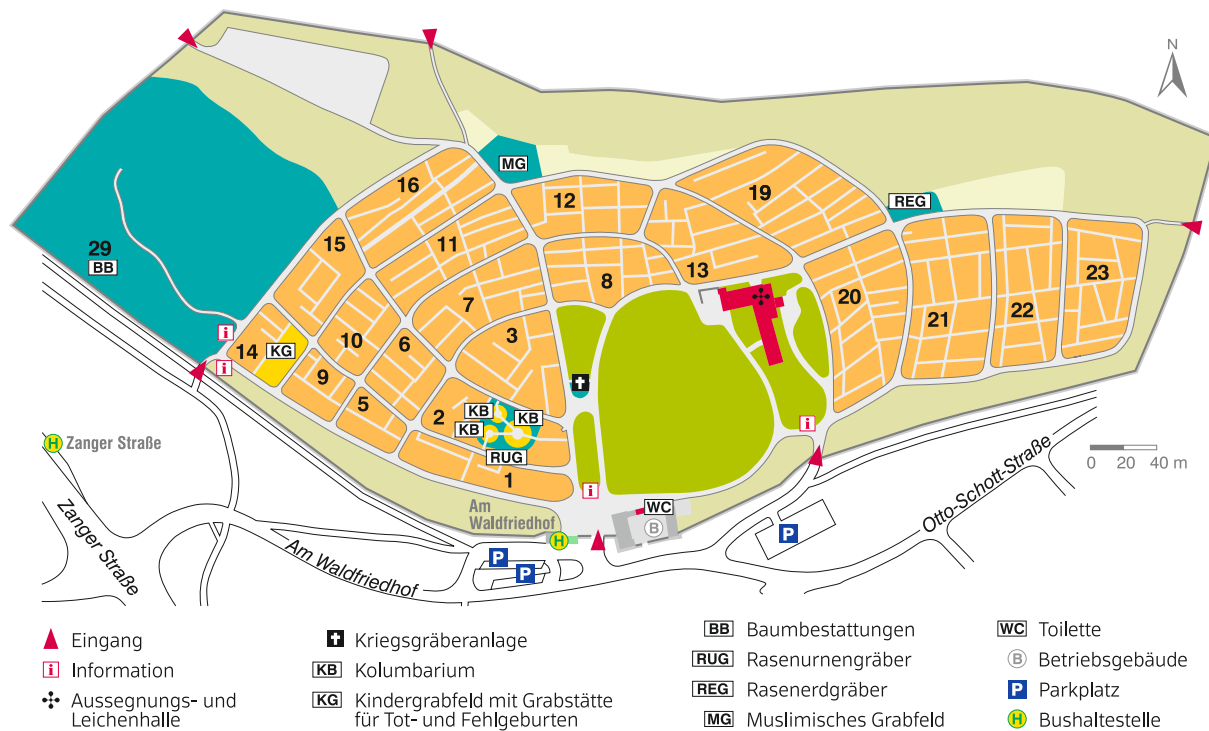 N
MG
16
12
19
REG
29
BB
15
11
13
8
23
7
20
22
21
3
10
6
i
14
KG
i
9
5
2
KB
KB
KB
RUG
i
1
i
H Zanger Straße
Am
Waldfriedhof
WC
B
H
P
P
P
0 20 40 m
Zanger Straße
Am Waldfriedhof
Otto-Schott-Straße
Eingang
i Information
Aussegnungs- und
Leichenhalle
Kriegsgräberanlage
KB Kolumbarium
KG Kindergrabfeld mit Grabstätte
für Tot- und Fehlgeburten
BB Baumbestattungen
RUG Rasenurnengräber
REG Rasenerdgräber
MG Muslimisches Grabfeld
WC Toilette
B Betriebsgebäude
P Parkplatz
H Bushaltestelle